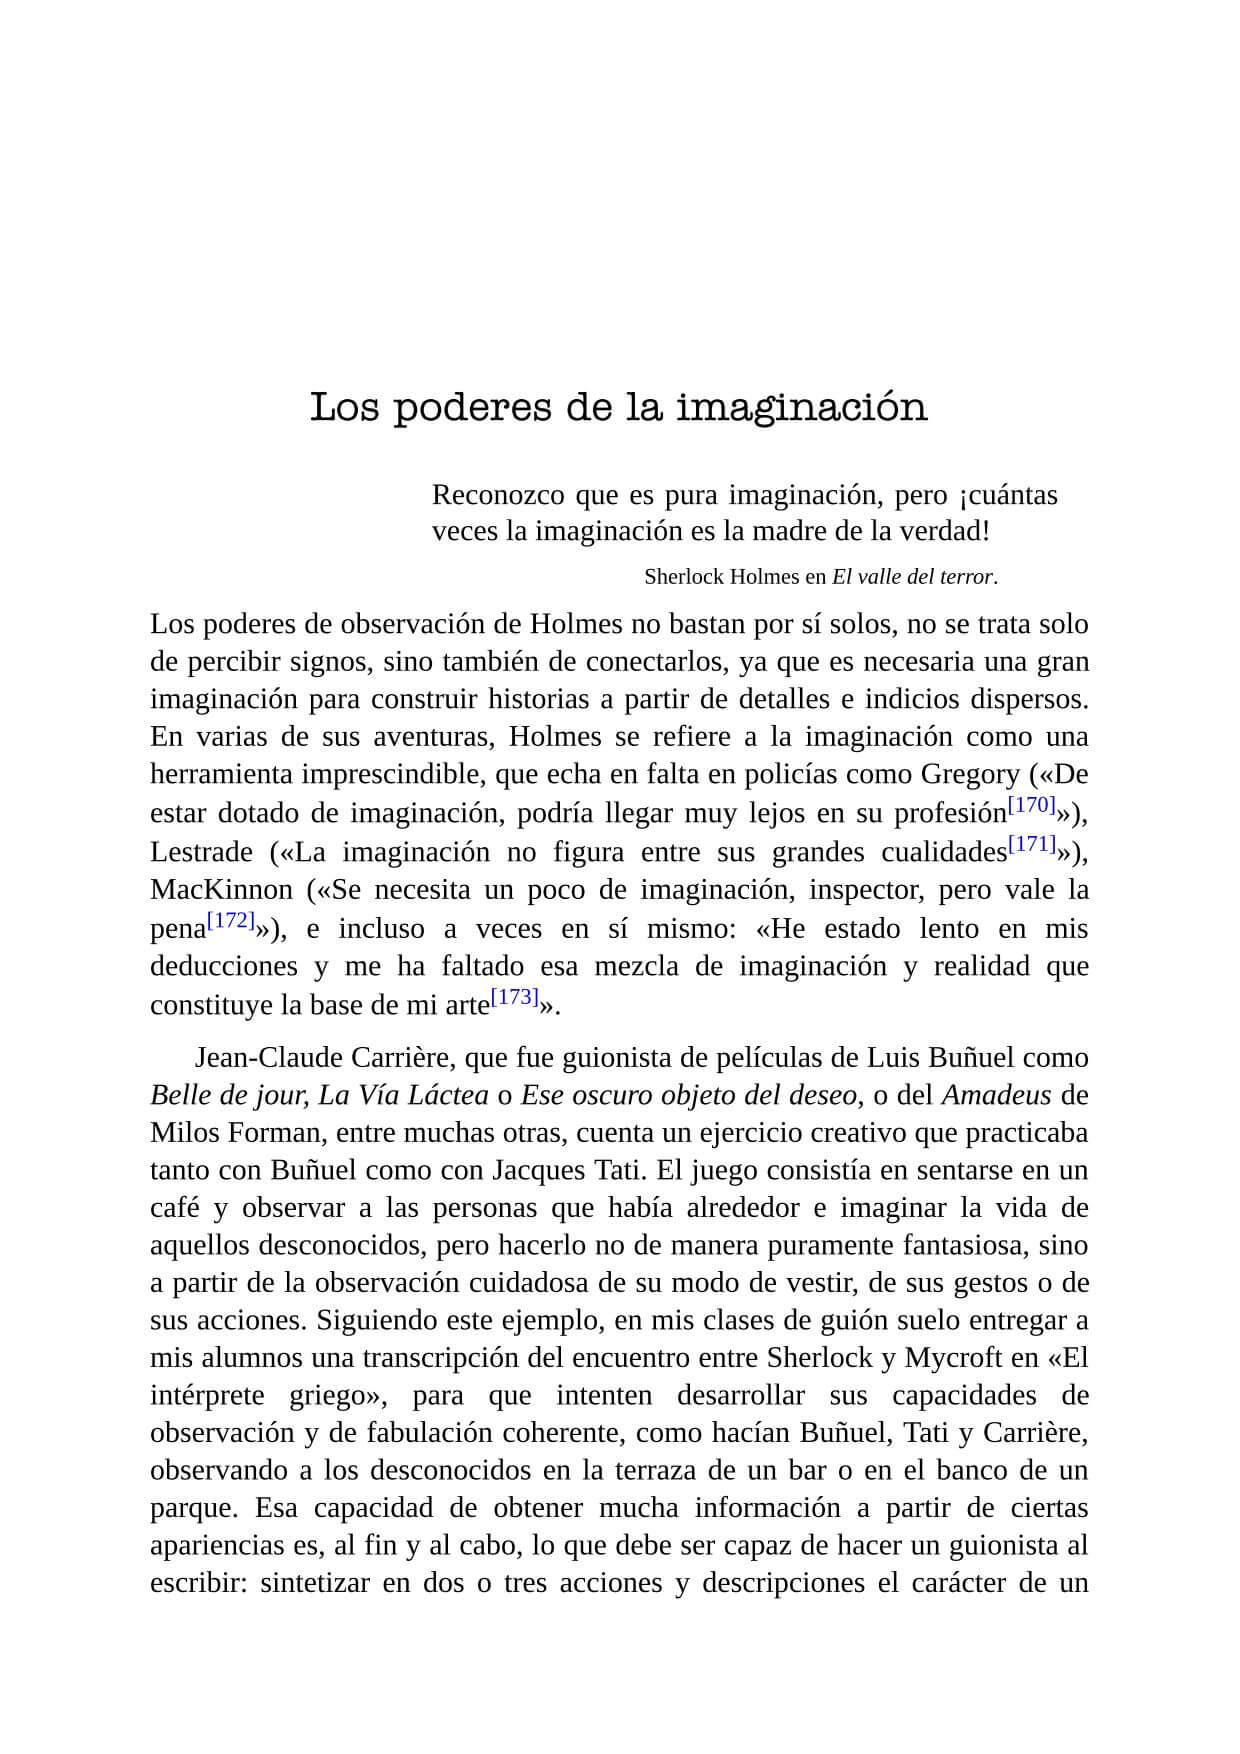 Los poderes de la imaginación
Reconozco que es pura imaginación, pero ¡cuántas
veces la imaginación es la madre de la verdad!
Sherlock Holmes en El valle del terror.
Los poderes de observación de Holmes no bastan por sí solos, no se trata solo
de percibir signos, sino también de conectarlos, ya que es necesaria una gran
imaginación para construir historias a partir de detalles e indicios dispersos.
En varias de sus aventuras, Holmes se refiere a la imaginación como una
herramienta imprescindible, que echa en falta en policías como Gregory («De
estar dotado de imaginación, podría llegar muy lejos en su profesión[170]»),
Lestrade («La imaginación no figura entre sus grandes cualidades[171]»),
MacKinnon («Se necesita un poco de imaginación, inspector, pero vale la
pena[172]»), e incluso a veces en sí mismo: «He estado lento en mis
deducciones y me ha faltado esa mezcla de imaginación y realidad que
constituye la base de mi arte[173]».
Jean-Claude Carrière, que fue guionista de películas de Luis Buñuel como
Belle de jour, La Vía Láctea o Ese oscuro objeto del deseo, o del Amadeus de
Milos Forman, entre muchas otras, cuenta un ejercicio creativo que practicaba
tanto con Buñuel como con Jacques Tati. El juego consistía en sentarse en un
café y observar a las personas que había alrededor e imaginar la vida de
aquellos desconocidos, pero hacerlo no de manera puramente fantasiosa, sino
a partir de la observación cuidadosa de su modo de vestir, de sus gestos o de
sus acciones. Siguiendo este ejemplo, en mis clases de guión suelo entregar a
mis alumnos una transcripción del encuentro entre Sherlock y Mycroft en «El
intérprete griego», para que intenten desarrollar sus capacidades de
observación y de fabulación coherente, como hacían Buñuel, Tati y Carrière,
observando a los desconocidos en la terraza de un bar o en el banco de un
parque. Esa capacidad de obtener mucha información a partir de ciertas
apariencias es, al fin y al cabo, lo que debe ser capaz de hacer un guionista al
escribir: sintetizar en dos o tres acciones y descripciones el carácter de un